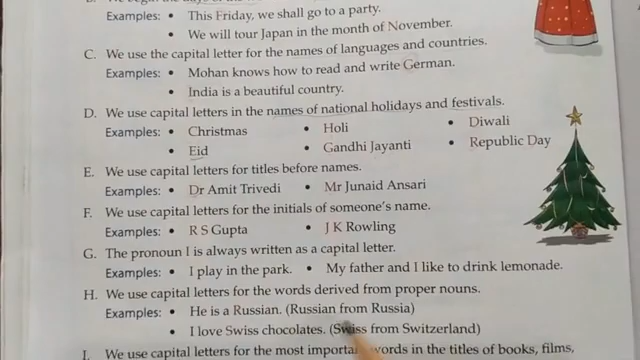 Examples: • This Friday, we shall go to a party.
• We will tour Japan in the month of November.
C. We use the capital letter for the names of languages and countries.
Examples: • Mohan knows how to read and write German.
• India is a beautiful country.
D. We use capital letters in the names of national holidays and festivals.
Examples: • Christmas • Holi • Diwali
• Eid • Gandhi Jayanti • Republic Day
E. We use capital letters for titles before names.
Examples: • Dr Amit Trivedi • Mr Junaid Ansari
F. We use capital letters for the initials of someone's name.
Examples: • R S Gupta • J K Rowling
G. The pronoun I is always written as a capital letter.
Examples: • I play in the park. • My father and I like to drink lemonade.
H. We use capital letters for the words derived from proper nouns.
Examples: • He is a Russian. (Russian from Russia)
• I love Swiss chocolates. (Swiss from Switzerland)
I. We use capital letters for the most important words in the titles of books, films,